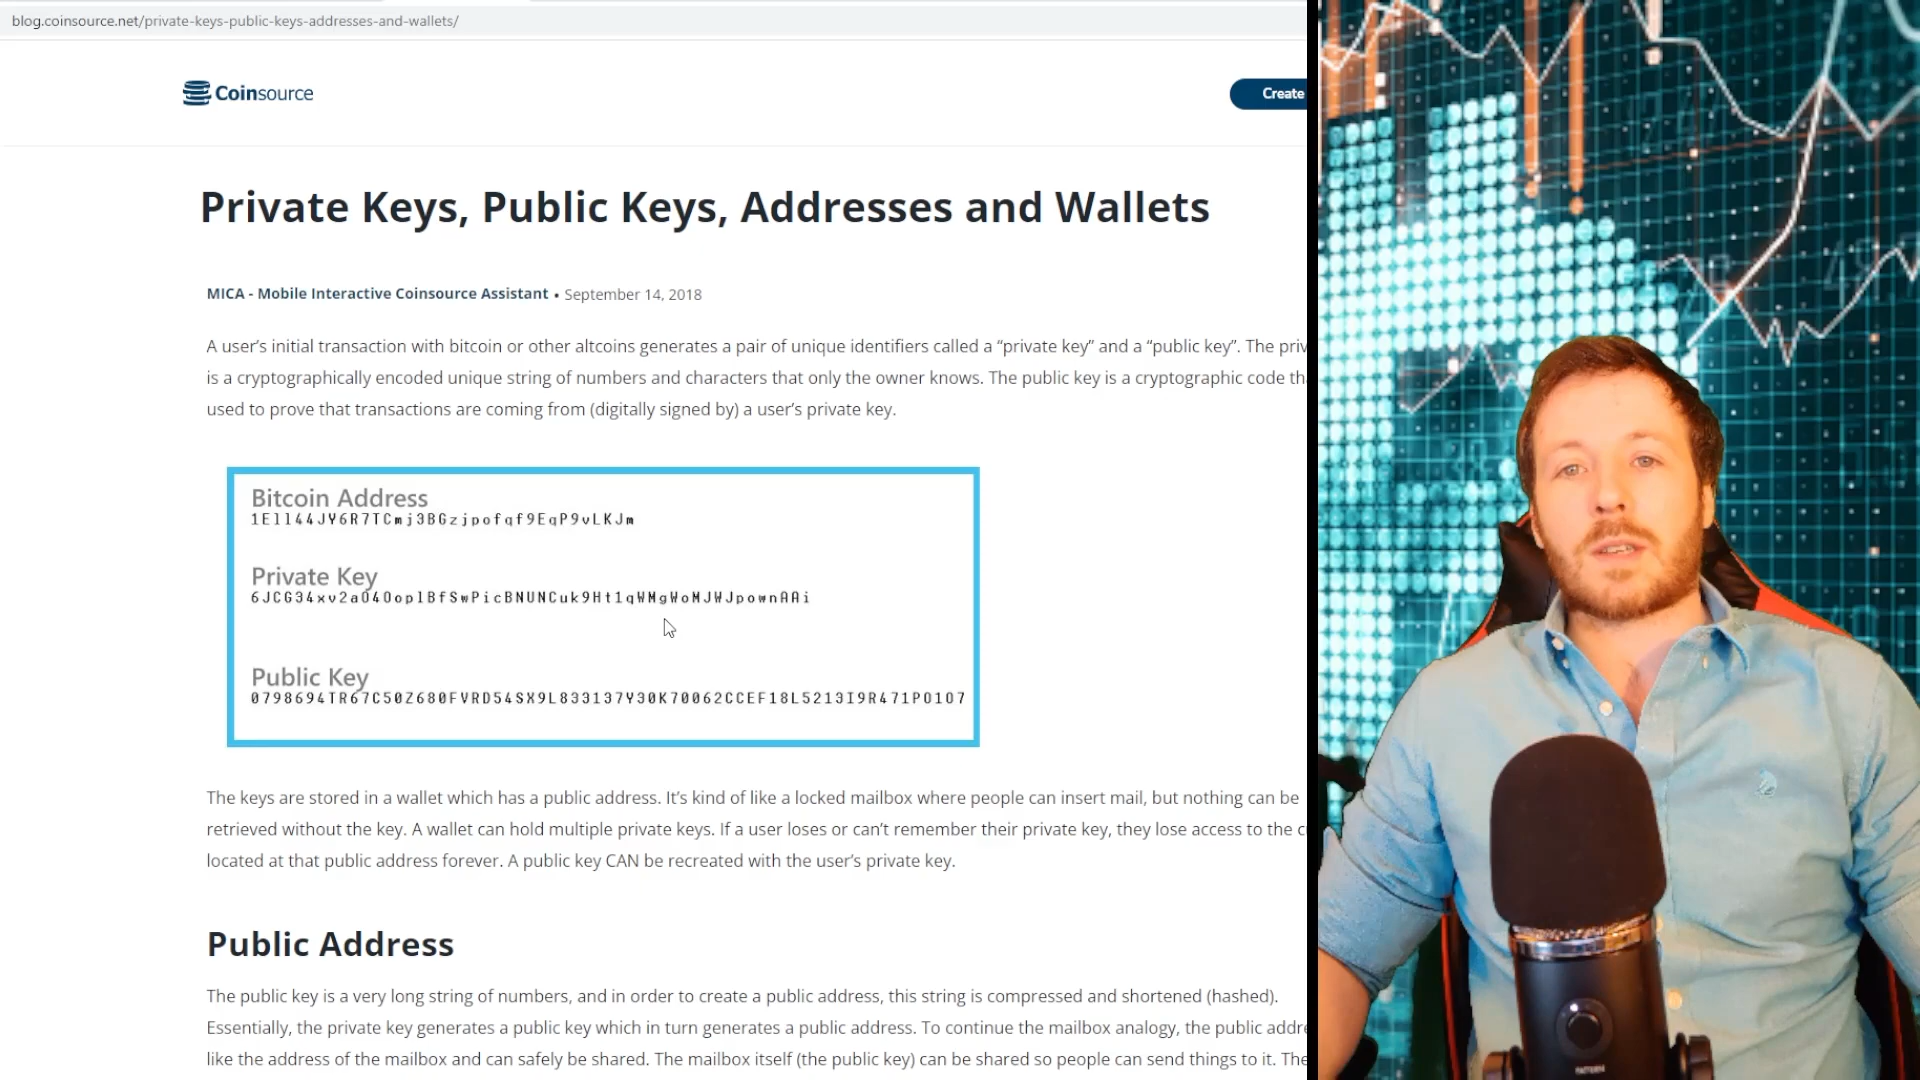 blog.coinsource.net/private-keys-public-keys-addresses-and-wallets/
Coinsource
Create
Private Keys, Public Keys, Addresses and Wallets
MICA - Mobile Interactive Coinsource Assistant • September 14, 2018
A user’s initial transaction with bitcoin or other altcoins generates a pair of unique identifiers called a “private key” and a “public key”. The priv
is a cryptographically encoded unique string of numbers and characters that only the owner knows. The public key is a cryptographic code th
used to prove that transactions are coming from (digitally signed by) a user’s private key.
Bitcoin Address
1E1l44JY6R7TCmj3BGzjpofqf9EqP9vLKJm
Private Key
6JCG34xv2a04OoplBfSwPicBNUNCuk9Ht1qWMgWoMJWJpownAAi
Public Key
0798694TR67C50Z680FVRD54SX9L833137Y30K70062CCEF18L5213I9R471P0107
The keys are stored in a wallet which has a public address. It’s kind of like a locked mailbox where people can insert mail, but nothing can be
retrieved without the key. A wallet can hold multiple private keys. If a user loses or can’t remember their private key, they lose access to the c
located at that public address forever. A public key CAN be recreated with the user’s private key.
Public Address
The public key is a very long string of numbers, and in order to create a public address, this string is compressed and shortened (hashed).
Essentially, the private key generates a public key which in turn generates a public address. To continue the mailbox analogy, the public addre
like the address of the mailbox and can safely be shared. The mailbox itself (the public key) can be shared so people can send things to it. The